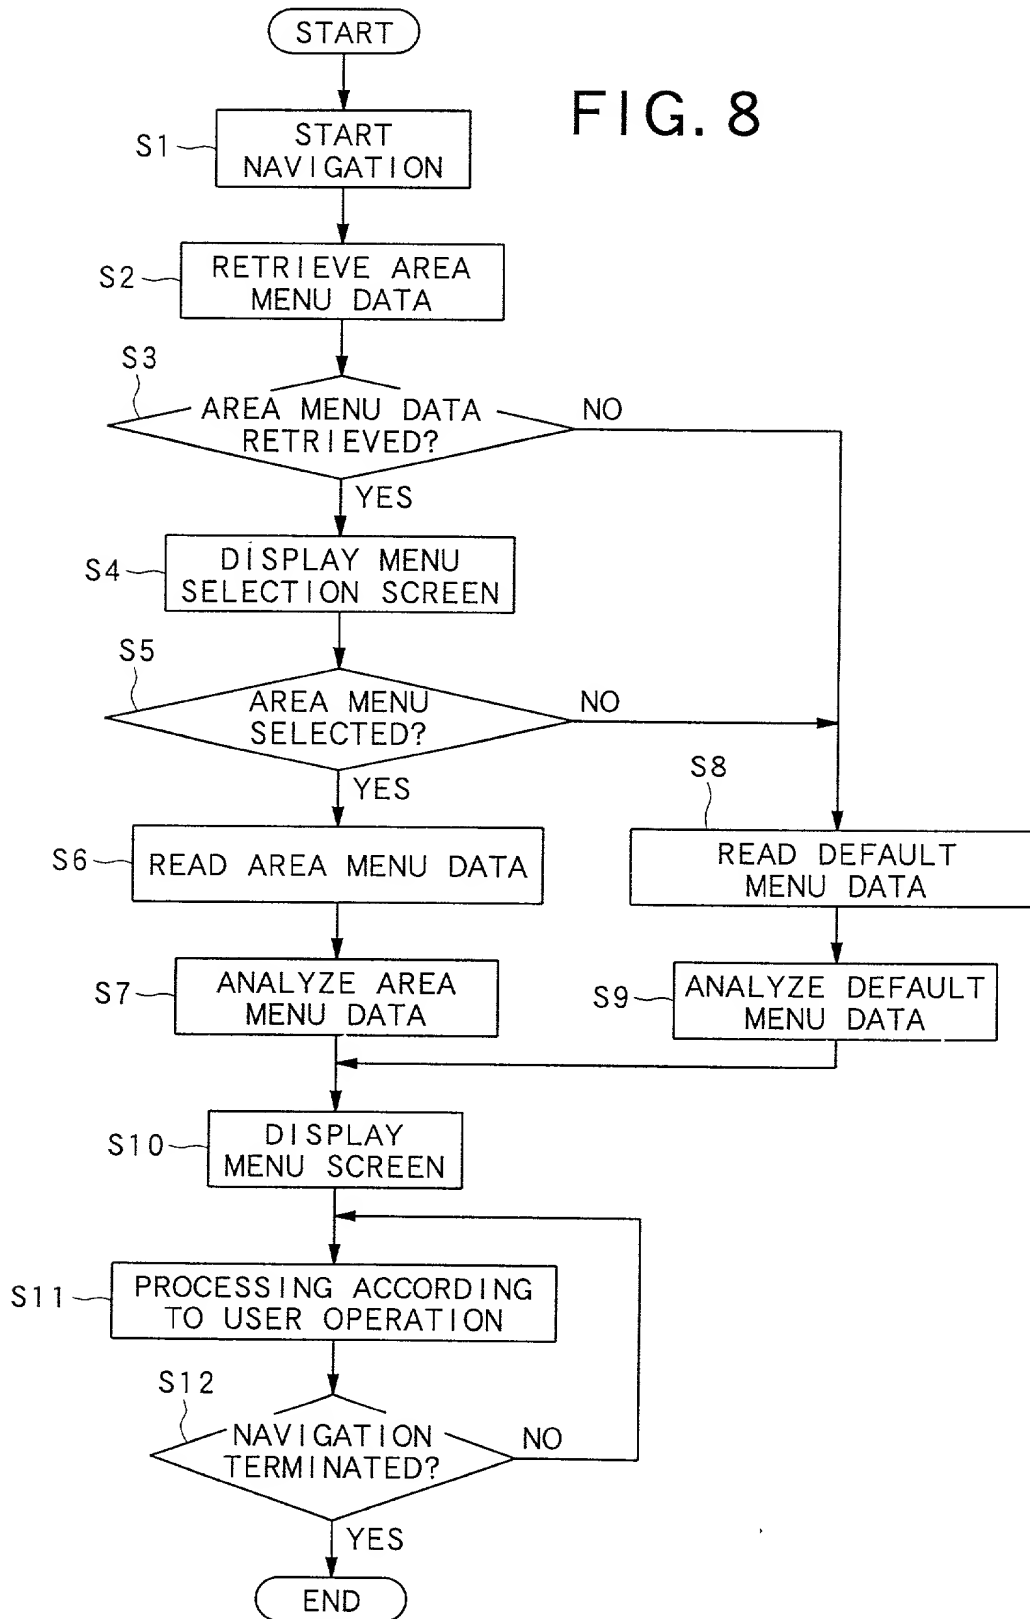 START
FIG. 8
S1
START
NAVIGATION
S2
RETRIEVE AREA
MENU DATA
S3
AREA MENU DATA
RETRIEVED?
NO
YES
S4
DISPLAY MENU
SELECTION SCREEN
S5
AREA MENU
SELECTED?
NO
YES
S6
READ AREA MENU DATA
S8
READ DEFAULT
MENU DATA
S7
ANALYZE AREA
MENU DATA
S9
ANALYZE DEFAULT
MENU DATA
S10
DISPLAY
MENU SCREEN
S11
PROCESSING ACCORDING
TO USER OPERATION
S12
NAVIGATION
TERMINATED?
NO
YES
END